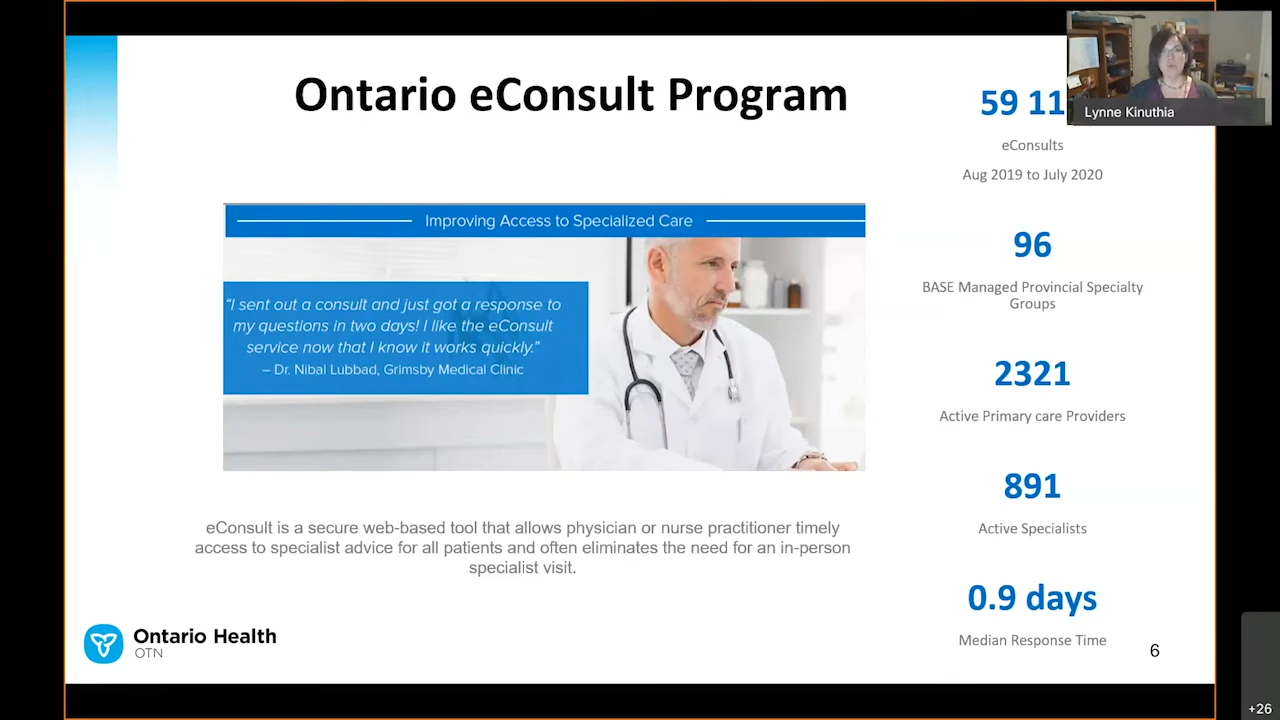 Ontario eConsult Program
Improving Access to Specialized Care
“I sent out a consult and just got a response to
my questions in two days! I like the eConsult
service now that I know it works quickly.”
– Dr. Nibal Lubbad, Grimsby Medical Clinic
eConsult is a secure web-based tool that allows physician or nurse practitioner timely
access to specialist advice for all patients and often eliminates the need for an in-person
specialist visit.
Ontario Health
OTN
59 11
eConsults
Aug 2019 to July 2020
96
BASE Managed Provincial Specialty
Groups
2321
Active Primary care Providers
891
Active Specialists
0.9 days
Median Response Time
6
Lynne Kinuthia
+26